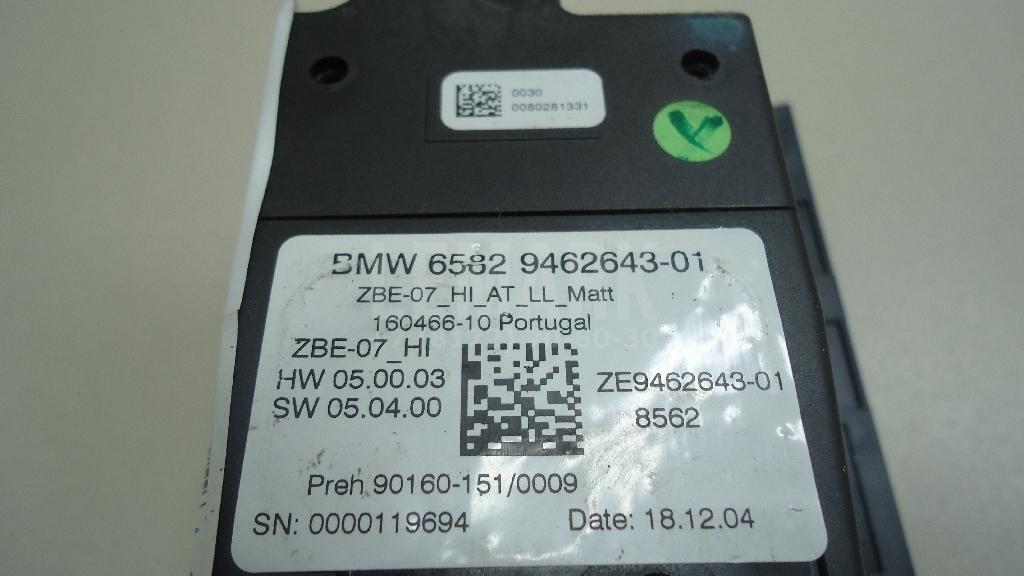 0030
0080281331
BMW 6582 9462643-01
ZBE-07_HI_AT_LL_Matt
160466-10 Portugal
ZBE-07_HI
HW 05.00.03
SW 05.04.00
ZE9462643-01
8562
Preh 90160-151/0009
SN: 0000119694
Date: 18.12.04